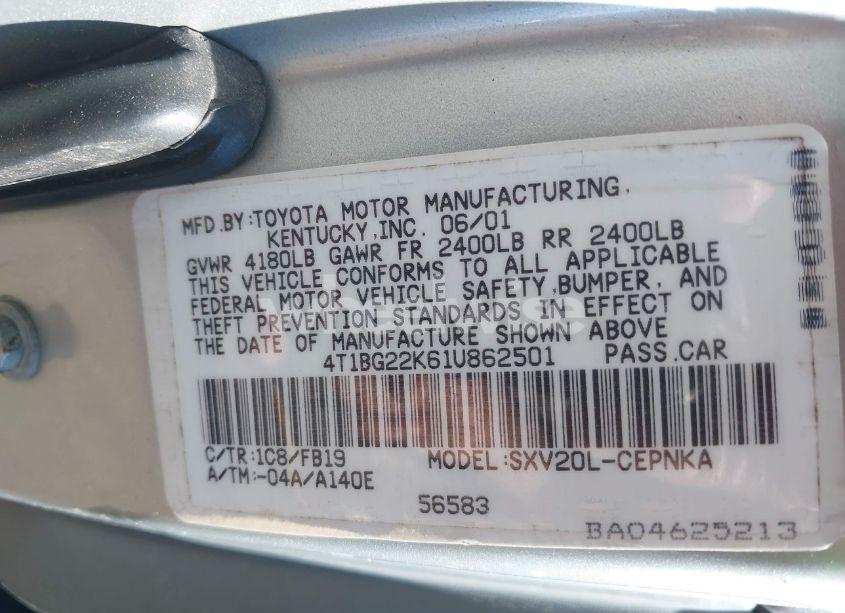 MFD.BY:TOYOTA MOTOR MANUFACTURING,
KENTUCKY,INC. 06/01
GVWR 4180LB GAWR FR 2400LB RR 2400LB
THIS VEHICLE CONFORMS TO ALL APPLICABLE
FEDERAL MOTOR VEHICLE SAFETY,BUMPER, AND
THEFT PREVENTION STANDARDS IN EFFECT ON
THE DATE OF MANUFACTURE SHOWN ABOVE
4T1BG22K61U862501 PASS.CAR
C/TR:1C8/FB19 MODEL:SXV20L-CEPNKA
A/TM:-04A/A140E
56583
BA04625213